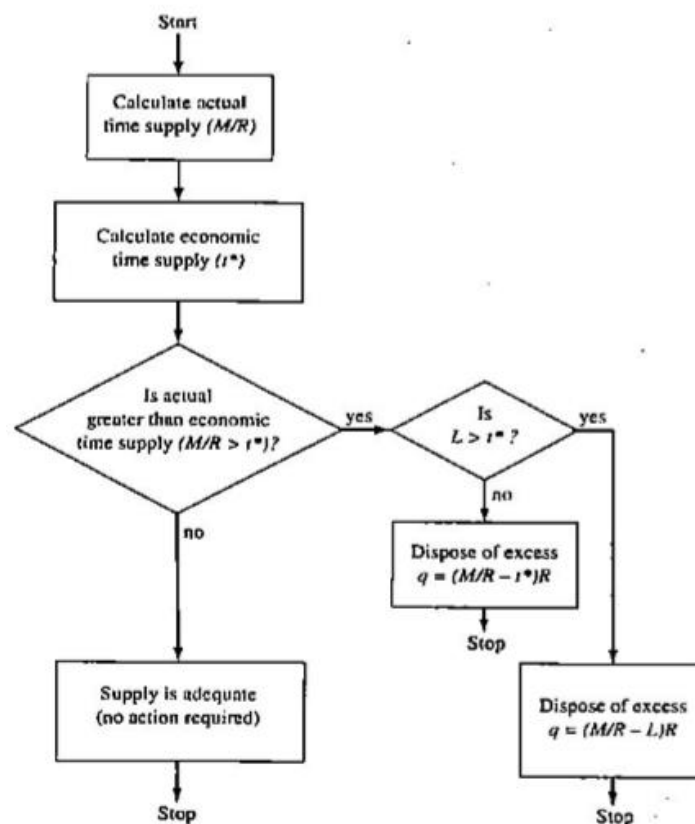 Start
Calculate actual
time supply (M/R)
Calculate economic
time supply (t*)
Is actual
greater than economic
time supply (M/R > t*)?
yes
Is
L > t* ?
yes
no
no
Dispose of excess
q = (M/R – t*)R
Stop
Supply is adequate
(no action required)
Dispose of excess
q = (M/R – L)R
Stop
Stop